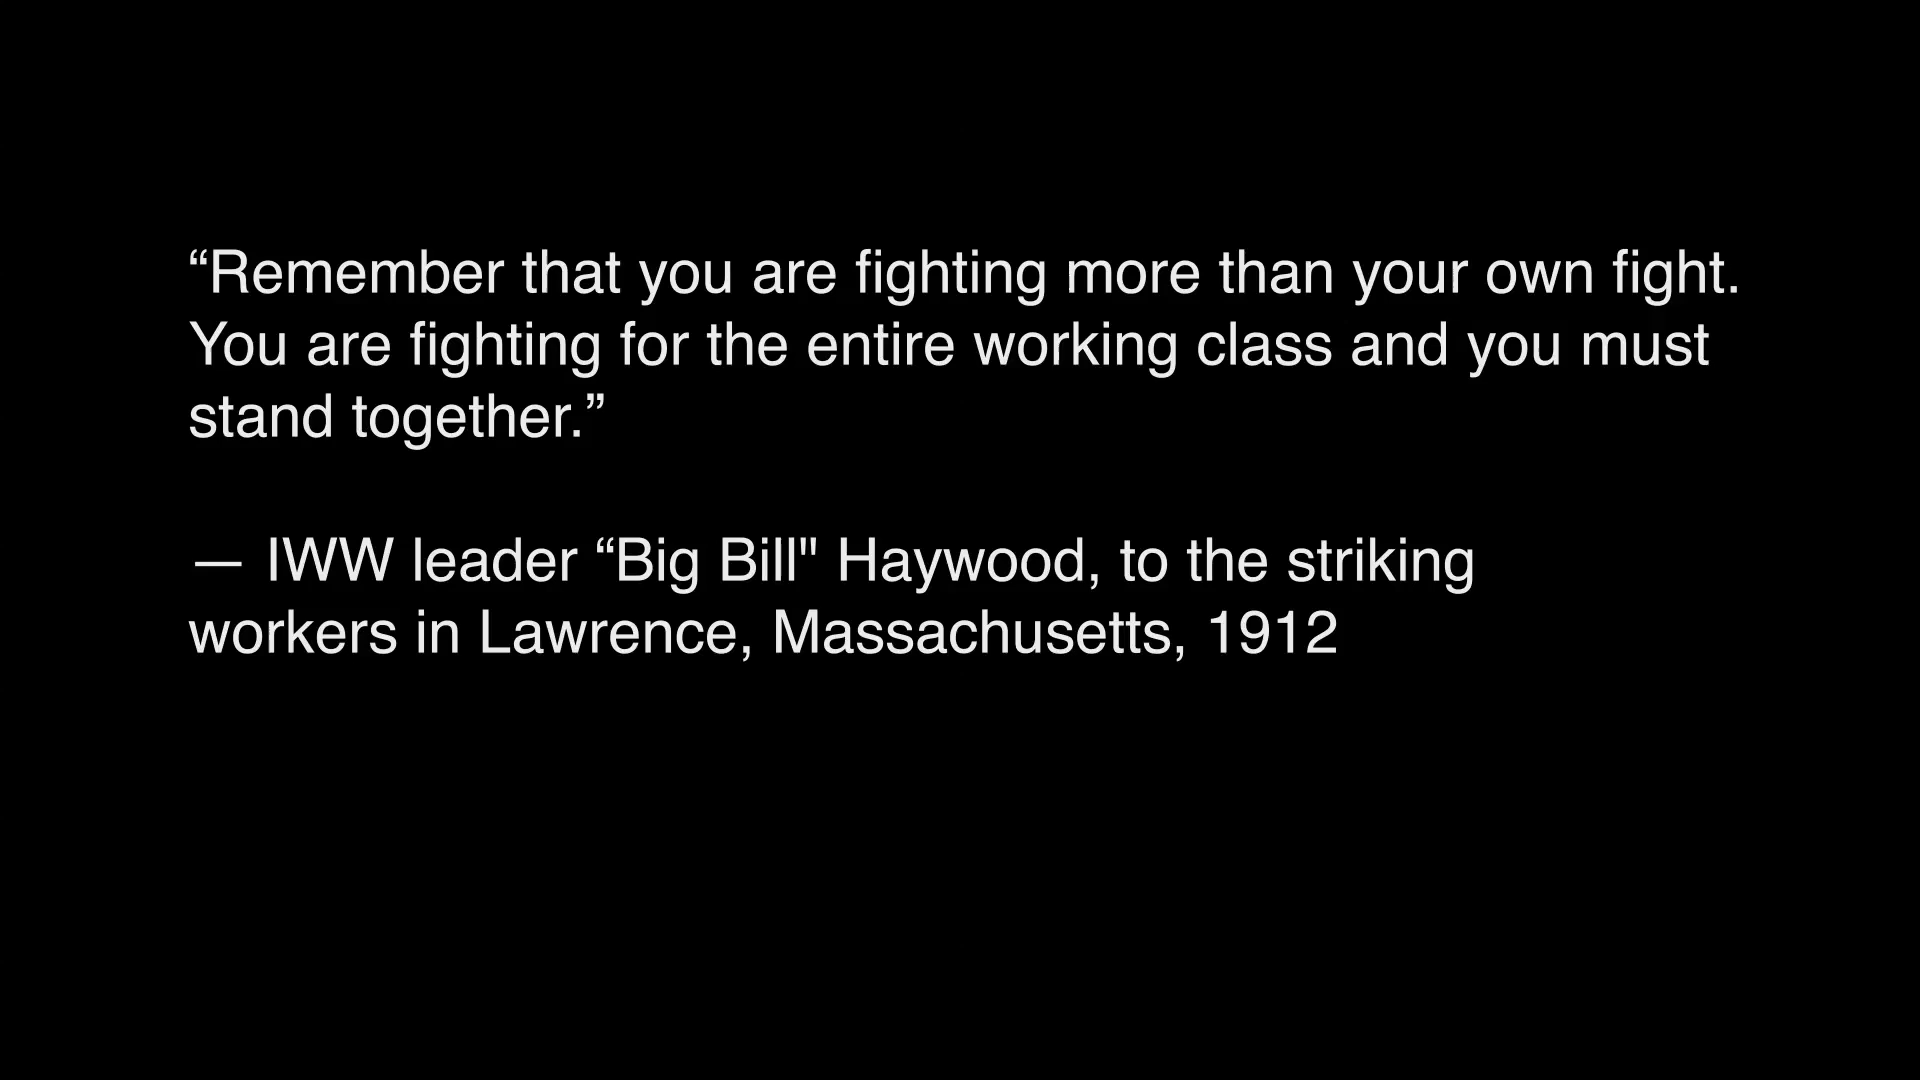 “Remember that you are fighting more than your own fight.
You are fighting for the entire working class and you must
stand together.”
— IWW leader “Big Bill" Haywood, to the striking
workers in Lawrence, Massachusetts, 1912